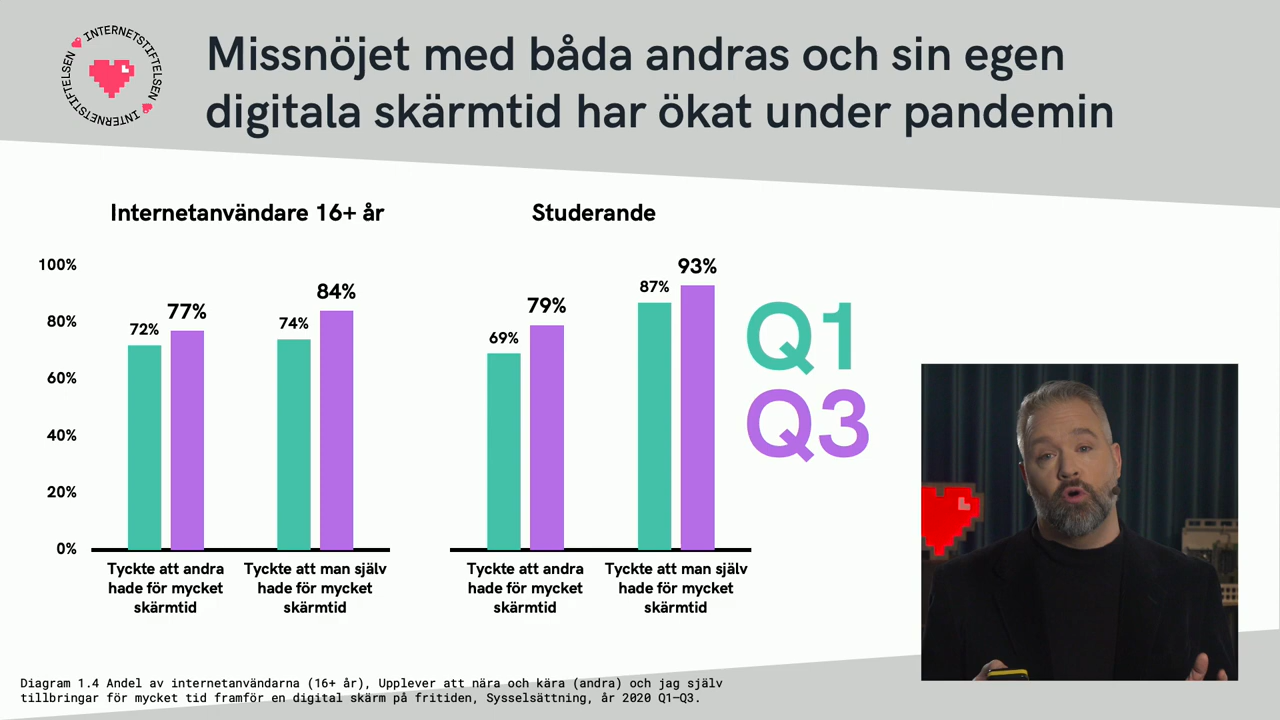 INTERNETSTIFTELSEN
INTERNETSTIFTELSEN
Missnöjet med båda andras och sin egen
digitala skärmtid har ökat under pandemin
Internetanvändare 16+ år
Studerande
100%
80%
60%
40%
20%
0%
72%
77%
74%
84%
69%
79%
87%
93%
Q1
Q3
Tyckte att andra
hade för mycket
skärmtid
Tyckte att man själv
hade för mycket
skärmtid
Tyckte att andra
hade för mycket
skärmtid
Tyckte att man själv
hade för mycket
skärmtid
Diagram 1.4 Andel av internetanvändarna (16+ år), Upplever att nära och kära (andra) och jag själv
tillbringar för mycket tid framför en digital skärm på fritiden, Sysselsättning, år 2020 Q1–Q3.